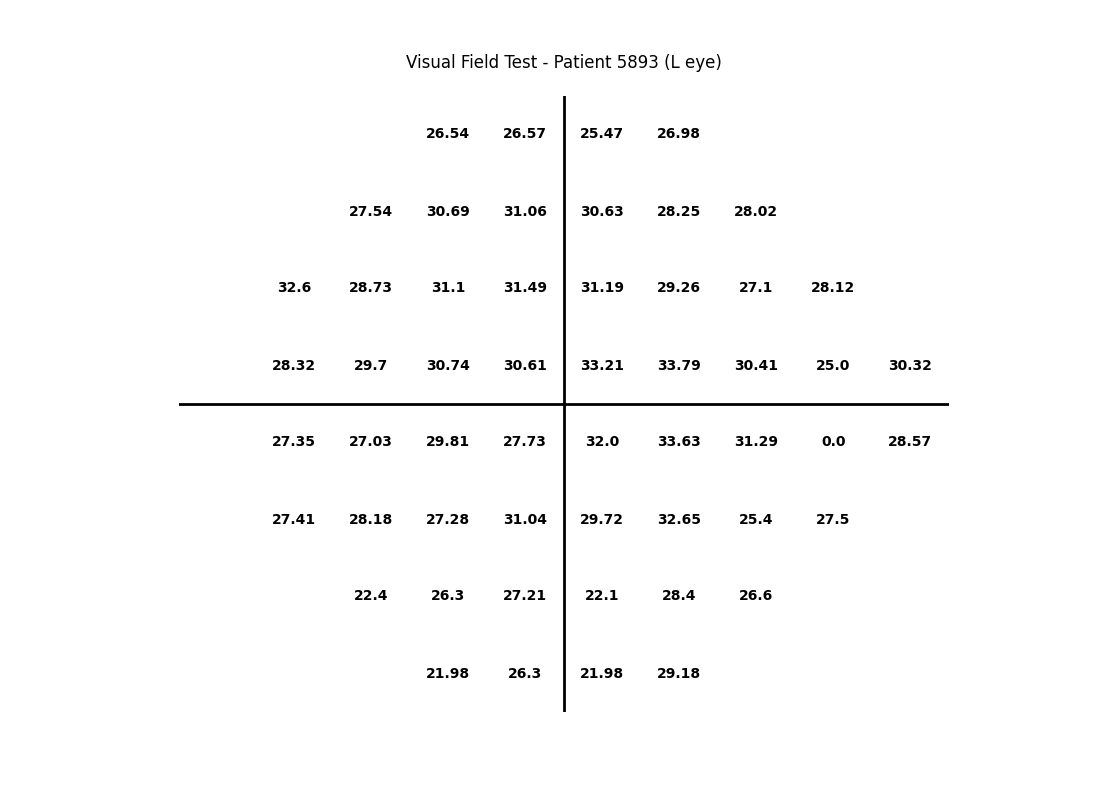 Visual Field Test - Patient 5893 (L eye)
26.54 26.57 25.47 26.98
27.54 30.69 31.06 30.63 28.25 28.02
32.6 28.73 31.1 31.49 31.19 29.26 27.1 28.12
28.32 29.7 30.74 30.61 33.21 33.79 30.41 25.0 30.32
27.35 27.03 29.81 27.73 32.0 33.63 31.29 0.0 28.57
27.41 28.18 27.28 31.04 29.72 32.65 25.4 27.5
22.4 26.3 27.21 22.1 28.4 26.6
21.98 26.3 21.98 29.18